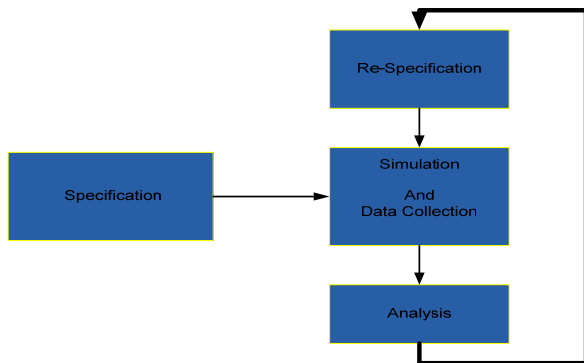 Re-Specification
Specification
Simulation
And
Data Collection
Analysis